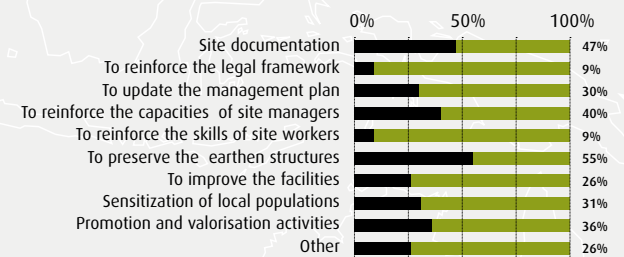 0% 50% 100%
Site documentation 47%
To reinforce the legal framework 9%
To update the management plan 30%
To reinforce the capacities of site managers 40%
To reinforce the skills of site workers 9%
To preserve the earthen structures 55%
To improve the facilities 26%
Sensitization of local populations 31%
Promotion and valorisation activities 36%
Other 26%